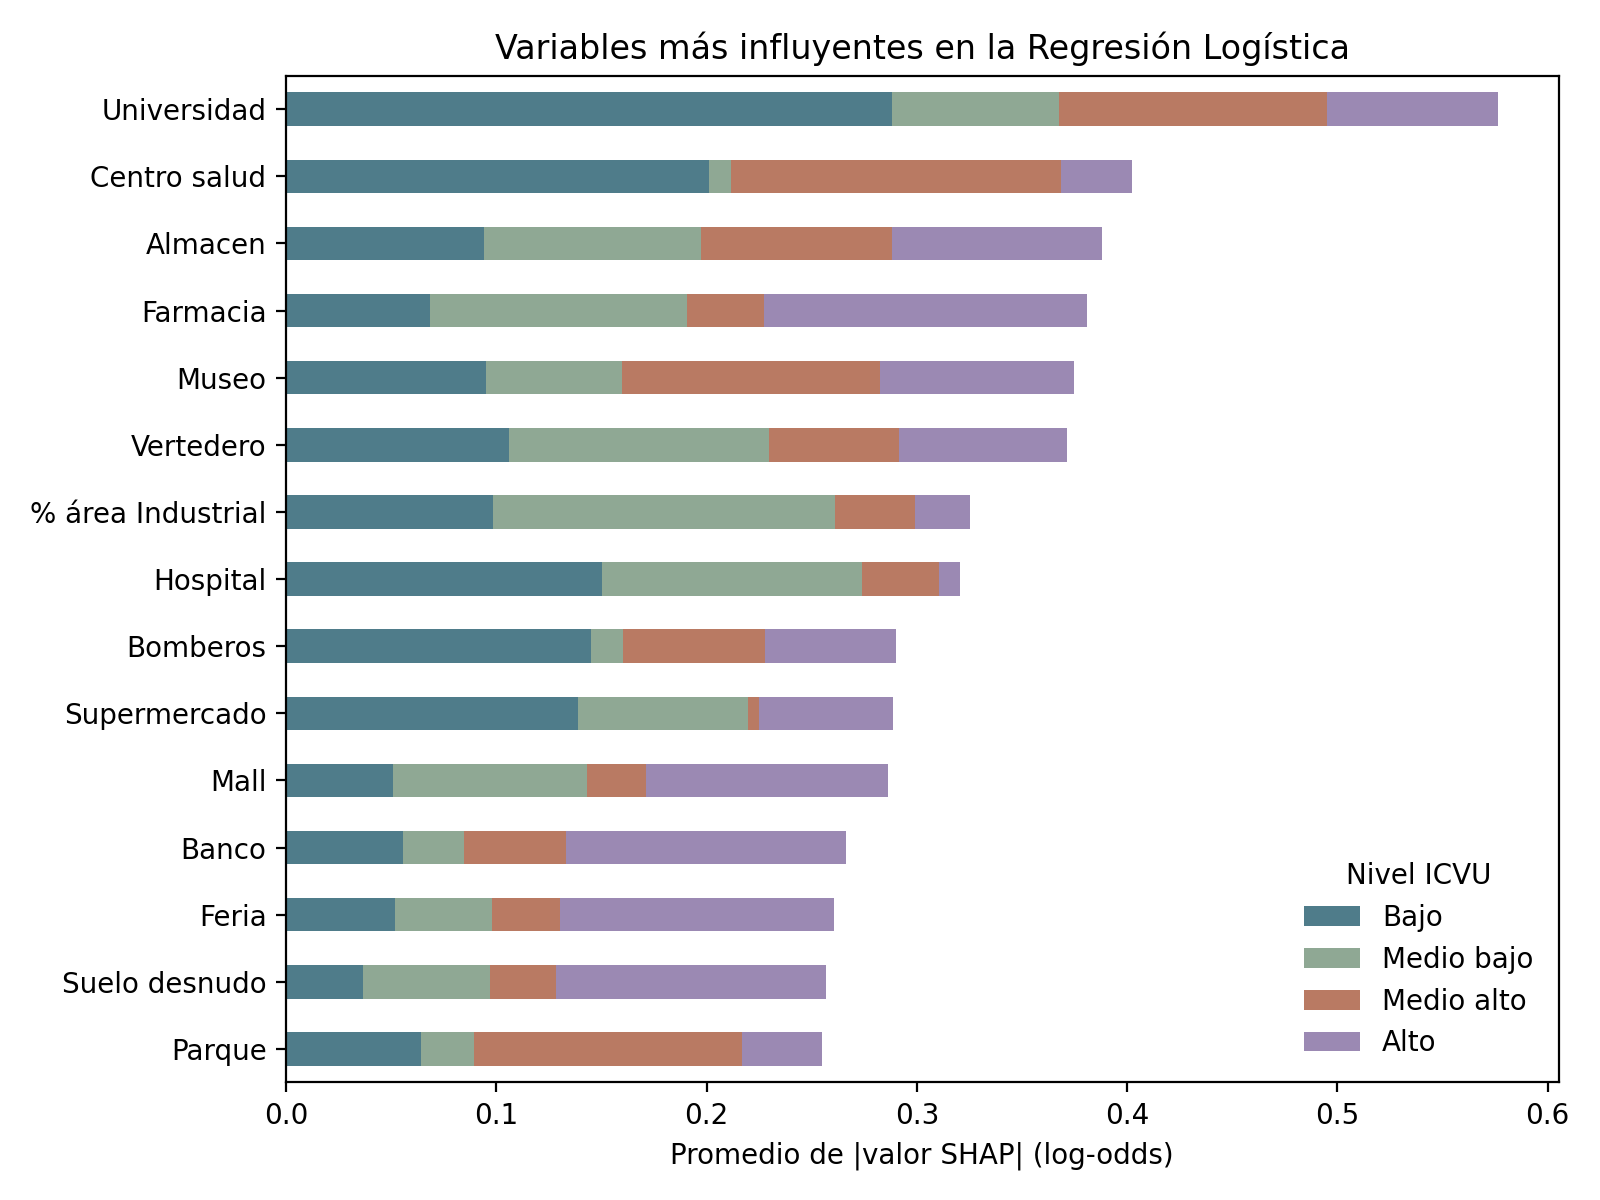 Variables más influyentes en la Regresión Logística
Universidad
Centro salud
Almacen
Farmacia
Museo
Vertedero
% área Industrial
Hospital
Bomberos
Supermercado
Mall
Banco
Feria
Suelo desnudo
Parque
Nivel ICVU
Bajo
Medio bajo
Medio alto
Alto
0.0 0.1 0.2 0.3 0.4 0.5 0.6
Promedio de |valor SHAP| (log-odds)